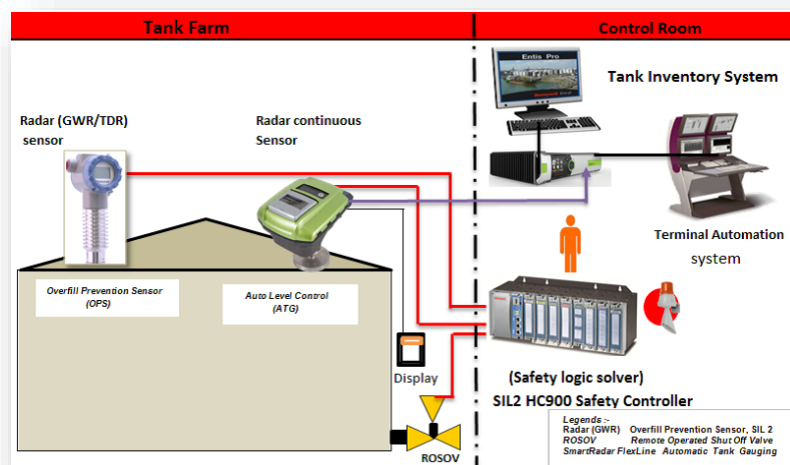 Tank Farm
Control Room
Entis Pro
Tank Inventory System
Radar (GWR/TDR)
sensor
Radar continuous
Sensor
Terminal Automation
system
Overfill Prevention Sensor
(OPS)
Auto Level Control
(ATG)
Display
(Safety logic solver)
SIL2 HC900 Safety Controller
ROSOV
Legends :-
Radar (GWR) Overfill Prevention Sensor, SIL 2
ROSOV Remote Operated Shut Off Valve
SmartRadar FlexLine Automatic Tank Gauging